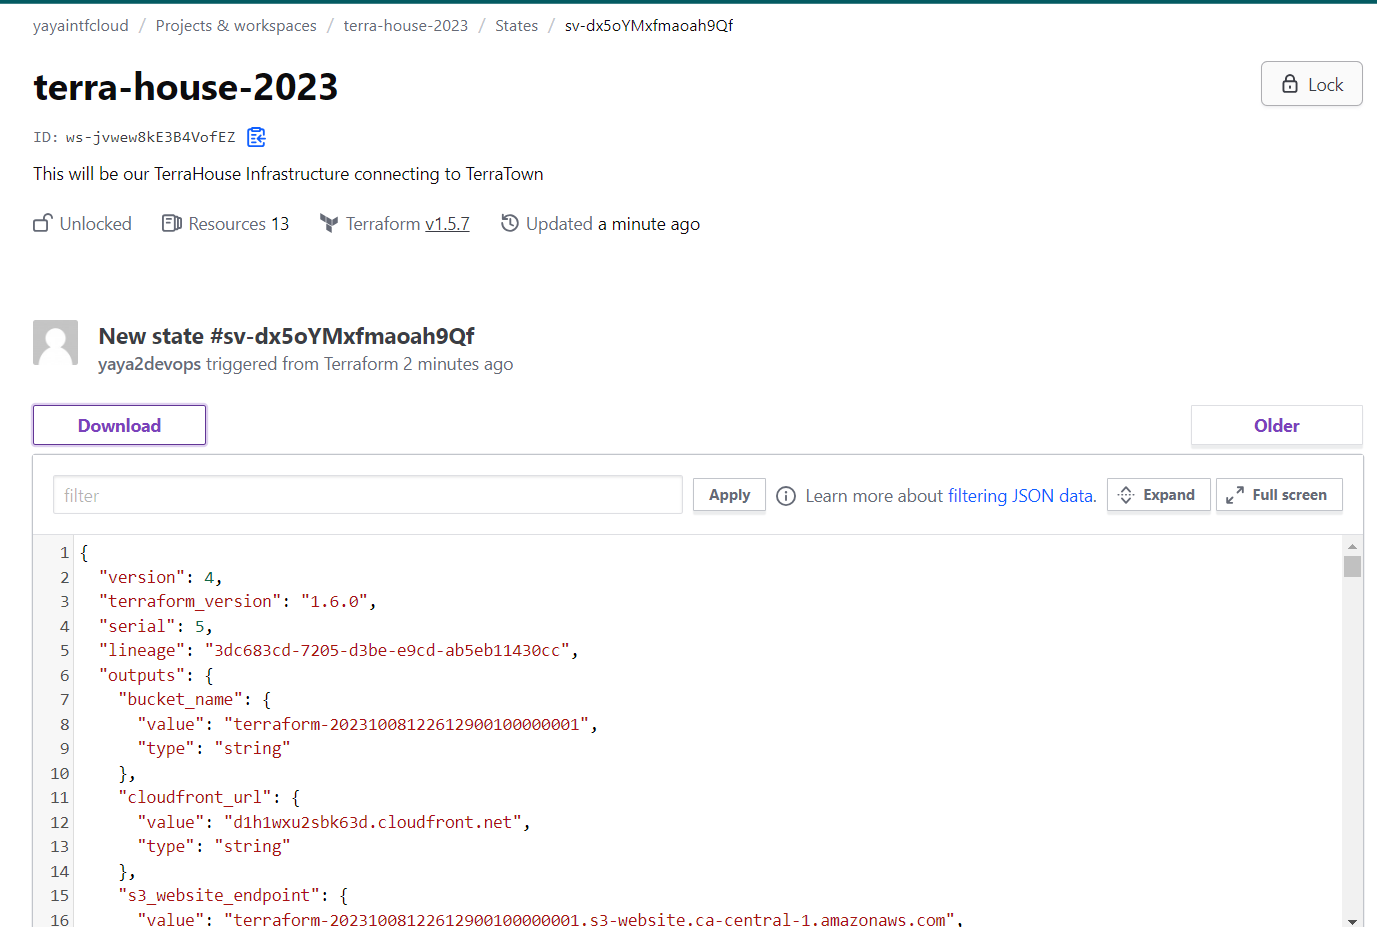 yayaintfcloud / Projects & workspaces / terra-house-2023 / States / sv-dx5oYMxfmaoah9Qf
terra-house-2023
Lock
ID: ws-jvwew8kE3B4VofEZ
This will be our TerraHouse Infrastructure connecting to TerraTown
Unlocked Resources 13 Terraform v1.5.7 Updated a minute ago
New state #sv-dx5oYMxfmaoah9Qf
yaya2devops triggered from Terraform 2 minutes ago
Download Older
filter Apply Learn more about filtering JSON data. Expand Full screen
1 {
2 "version": 4,
3 "terraform_version": "1.6.0",
4 "serial": 5,
5 "lineage": "3dc683cd-7205-d3be-e9cd-ab5eb11430cc",
6 "outputs": {
7 "bucket_name": {
8 "value": "terraform-20231008122612900100000001",
9 "type": "string"
10 },
11 "cloudfront_url": {
12 "value": "d1h1wxu2sbk63d.cloudfront.net",
13 "type": "string"
14 },
15 "s3_website_endpoint": {
16 "value": "terraform-20231008122612900100000001.s3-website.ca-central-1.amazonaws.com",